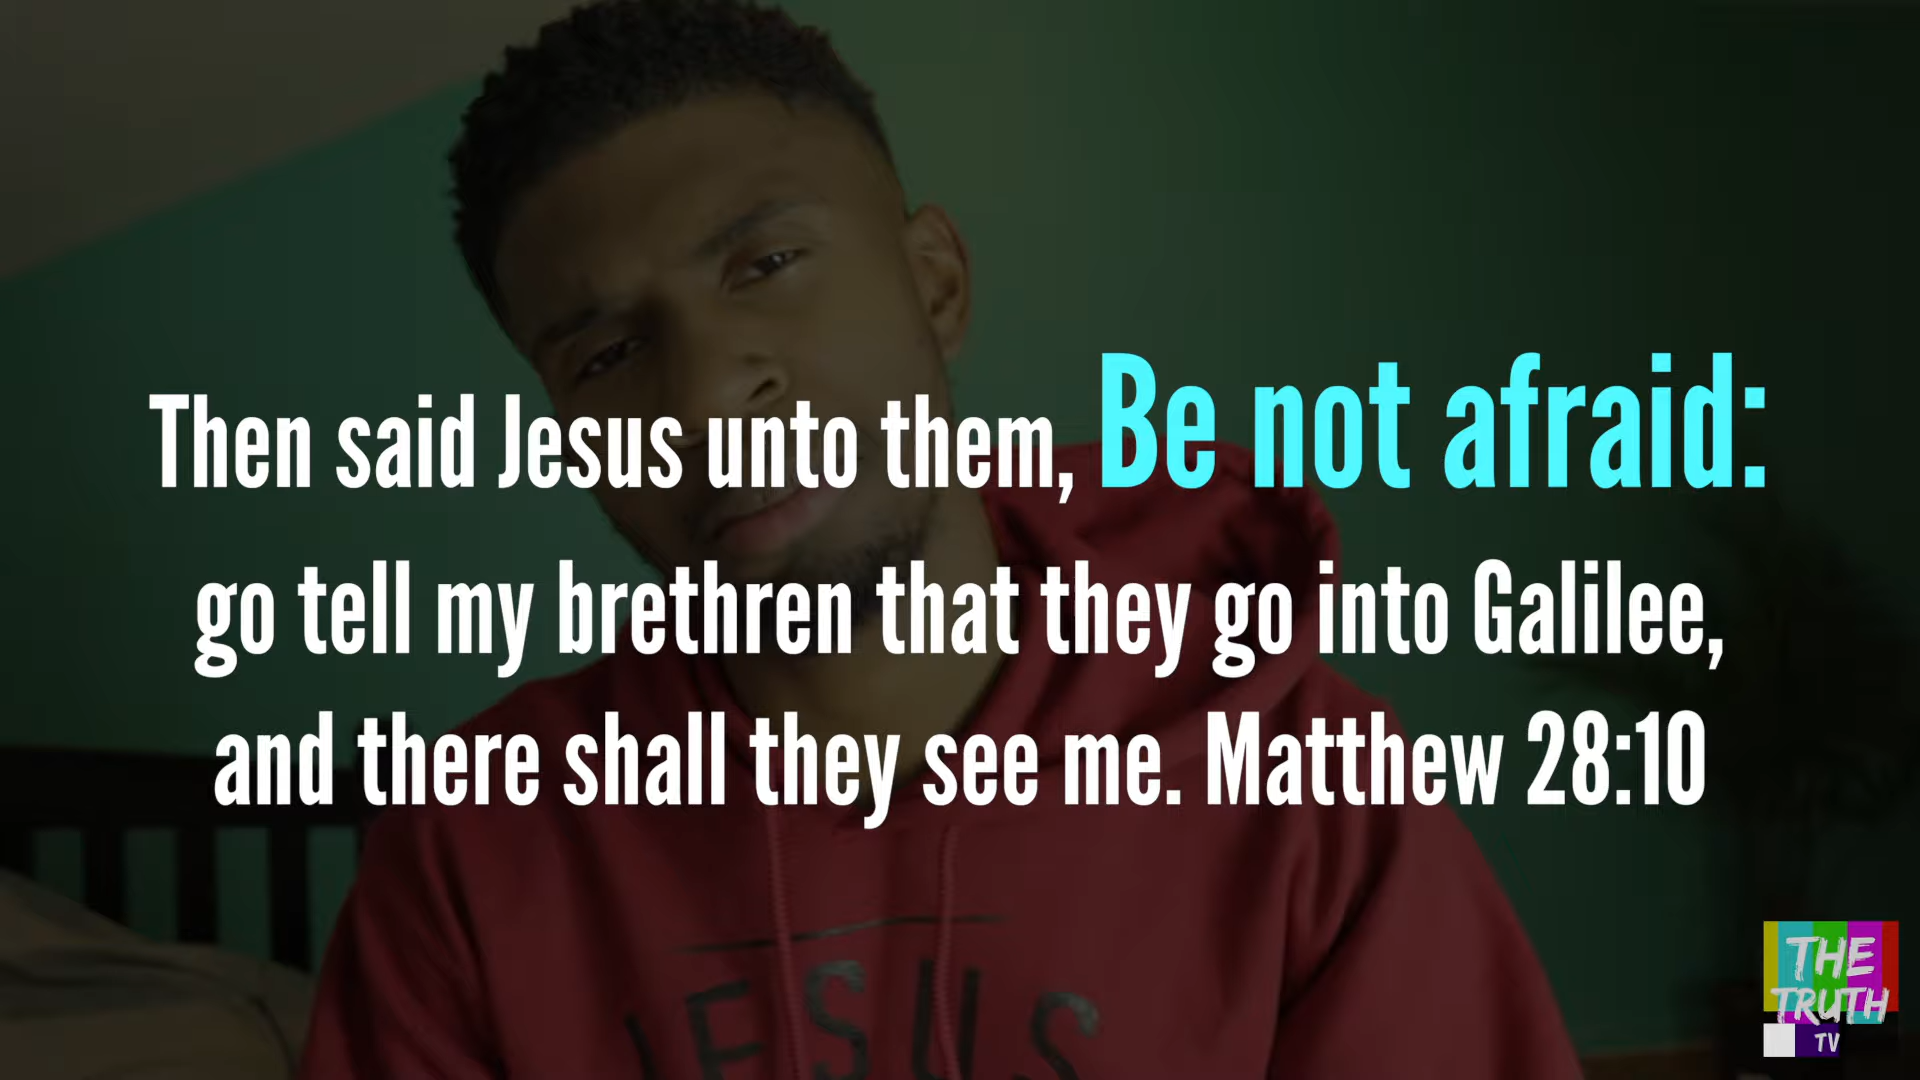 Then said Jesus unto them, Be not afraid:
go tell my brethren that they go into Galilee,
and there shall they see me. Matthew 28:10
JESUS
THE
TRUTH
TV